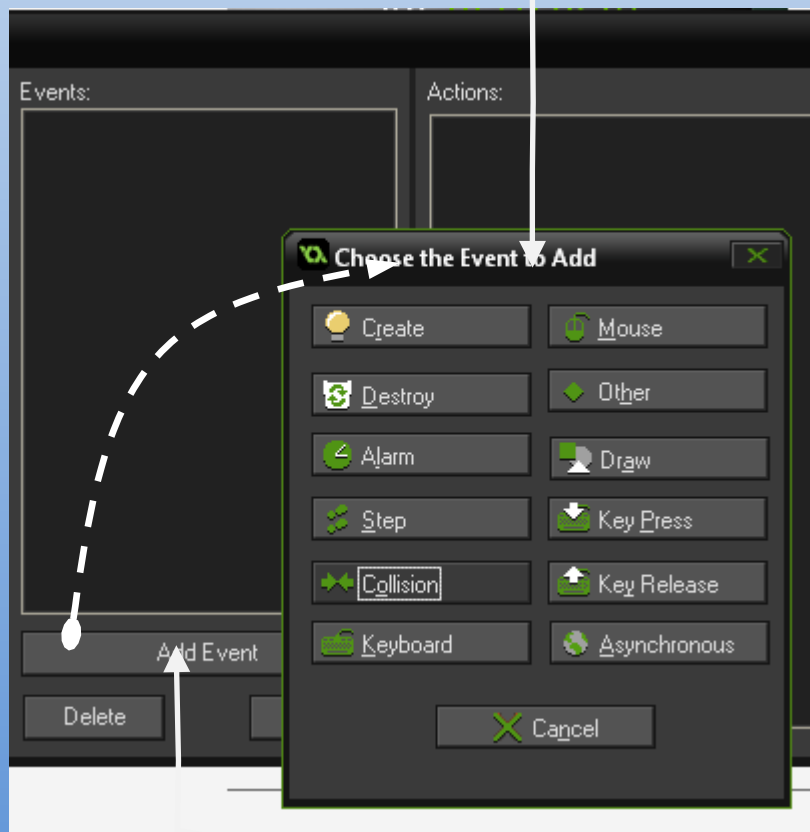 Events:
Actions:
Choose the Event to Add
Create
Mouse
Destroy
Other
Alarm
Draw
Step
Key Press
Collision
Key Release
Keyboard
Asynchronous
Cancel
Add Event
Delete